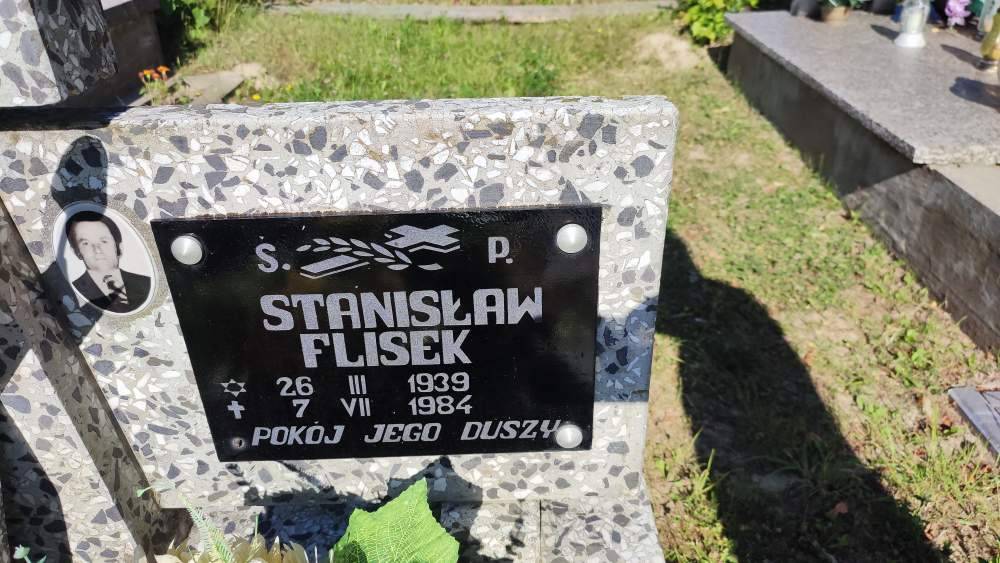 Ś. P.
STANISŁAW
FLISEK
✡ 26 III 1939
✝ 7 VII 1984
POKÓJ JEGO DUSZY